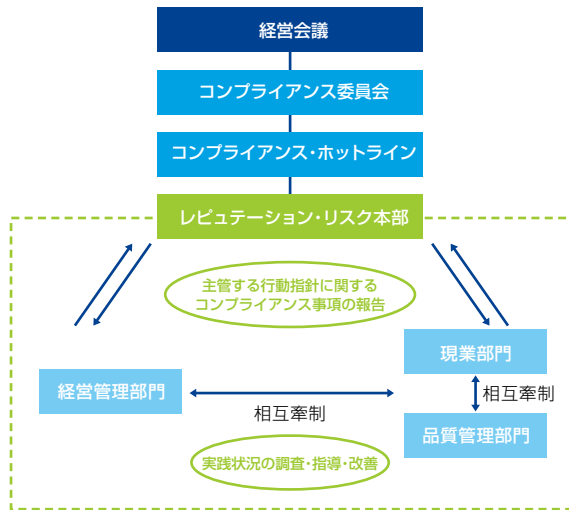 経営会議
コンプライアンス委員会
コンプライアンス・ホットライン
レピュテーション・リスク本部
主管する行動指針に関する
コンプライアンス事項の報告
現業部門
経営管理部門
相互牽制
相互牽制
品質管理部門
実践状況の調査・指導・改善